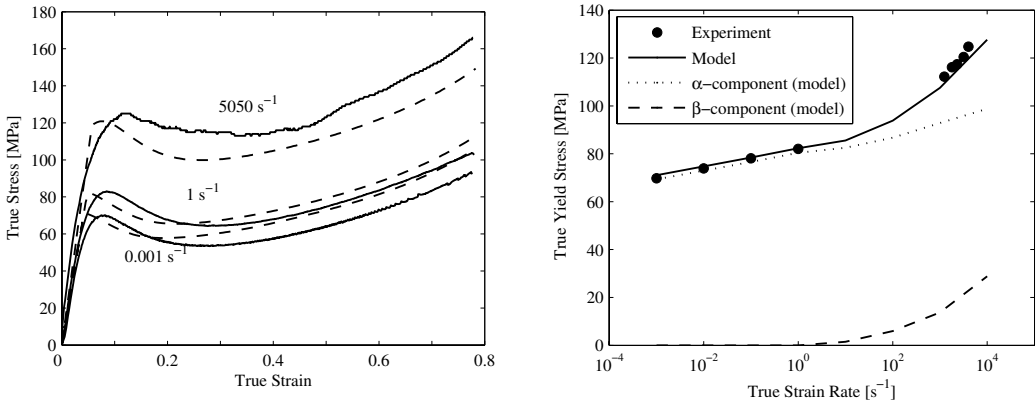 180
160
140
120
100
80
60
40
20
0
True Stress [MPa]
5050 s⁻¹
1 s⁻¹
0.001 s⁻¹
0
0.2
0.4
0.6
0.8
True Strain
140
120
100
80
60
40
20
0
True Yield Stress [MPa]
Experiment
Model
α−component (model)
β−component (model)
10⁻⁴
10⁻²
10⁰
10²
10⁴
True Strain Rate [s⁻¹]